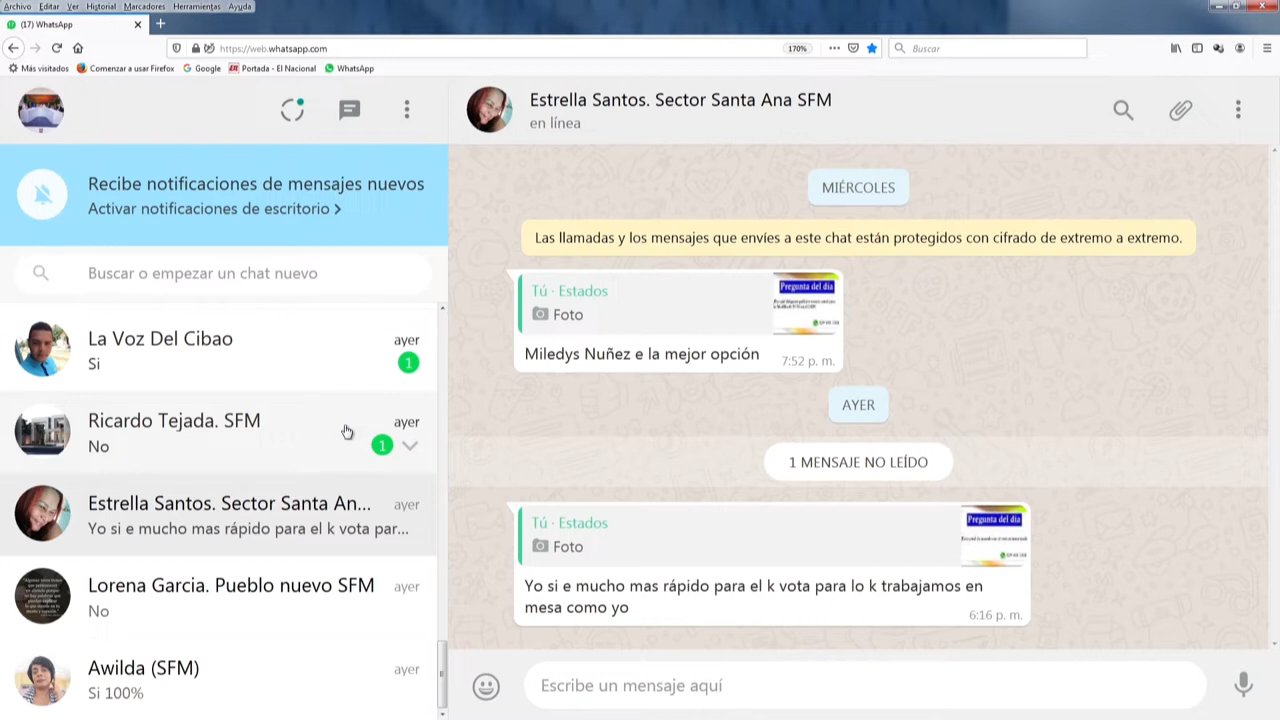 Archivo Editar Ver Historial Marcadores Herramientas Ayuda
(17) WhatsApp
https://web.whatsapp.com
170%
Buscar
Más visitados
Comenzar a usar Firefox
Google
Portada - El Nacional
WhatsApp
Estrella Santos. Sector Santa Ana SFM
en línea
Recibe notificaciones de mensajes nuevos
Activar notificaciones de escritorio >
Buscar o empezar un chat nuevo
La Voz Del Cibao
ayer
Si
1
Ricardo Tejada. SFM
ayer
No
1
Estrella Santos. Sector Santa An...
ayer
Yo si e mucho mas rápido para el k vota par...
Lorena Garcia. Pueblo nuevo SFM
ayer
No
Awilda (SFM)
ayer
Si 100%
MIÉRCOLES
Las llamadas y los mensajes que envíes a este chat están protegidos con cifrado de extremo a extremo.
Tú · Estados
Foto
Pregunta del día
Miledys Nuñez e la mejor opción
7:52 p. m.
AYER
1 MENSAJE NO LEÍDO
Tú · Estados
Foto
Pregunta del día
Yo si e mucho mas rápido para el k vota para lo k trabajamos en
mesa como yo
6:16 p. m.
Escribe un mensaje aquí